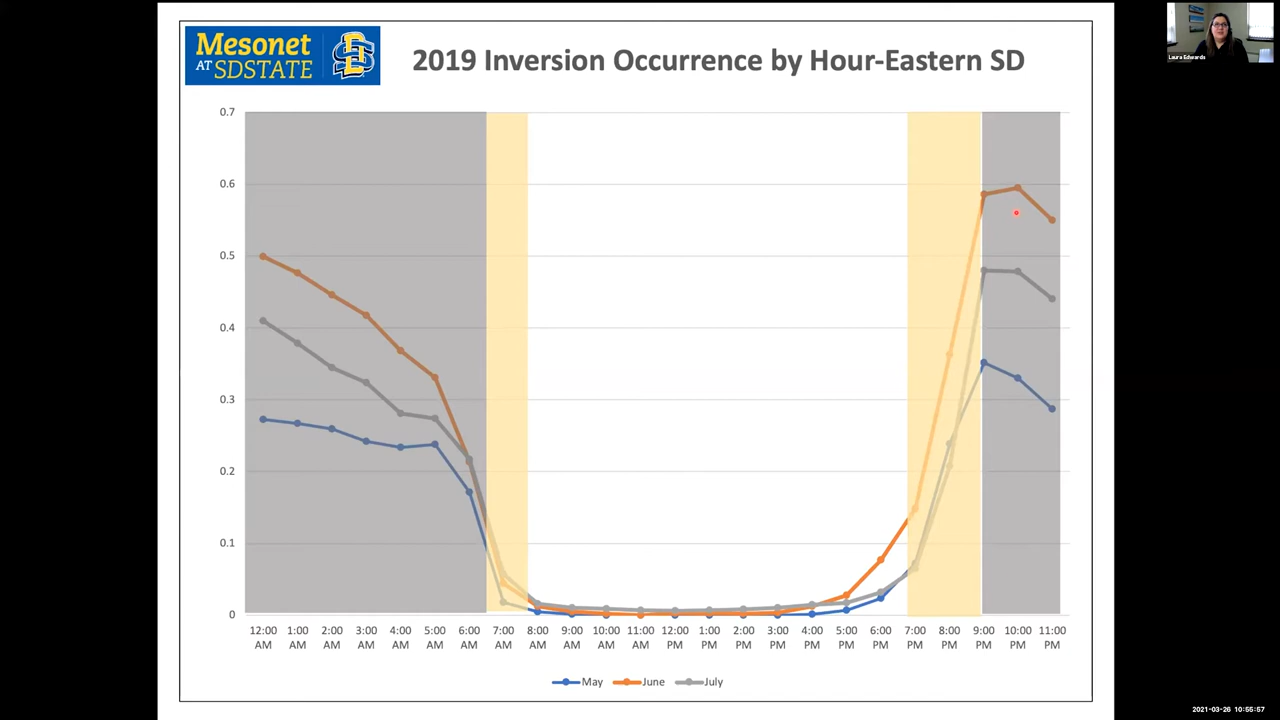 Mesonet
AT SDSTATE
2019 Inversion Occurrence by Hour-Eastern SD
Laura Edwards
0.7
0.6
0.5
0.4
0.3
0.2
0.1
0
12:00 AM
1:00 AM
2:00 AM
3:00 AM
4:00 AM
5:00 AM
6:00 AM
7:00 AM
8:00 AM
9:00 AM
10:00 AM
11:00 AM
12:00 PM
1:00 PM
2:00 PM
3:00 PM
4:00 PM
5:00 PM
6:00 PM
7:00 PM
8:00 PM
9:00 PM
10:00 PM
11:00 PM
May June July
2021-03-26 10:55:57